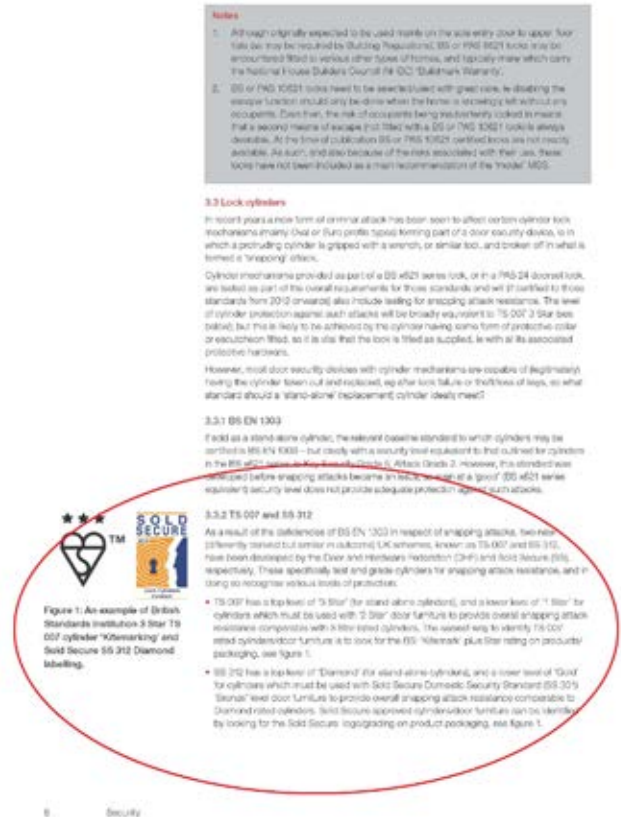 Notes
1. Although originally expected to be used mainly on the sole entry door to upper floor
flats (as may be required by Building Regulations), BS or PAS 8621 locks may be
encountered fitted to various other types of homes, and typically many which carry
the National House Builders Council (NHBC) 'Buildmark Warranty'.
2. BS or PAS 10621 locks need to be selected/used with great care, ie disabling the
escape function should only be done when the home is knowingly left without any
occupants. Even then, the risk of occupants being inadvertently locked in means
that a second means of escape (not fitted with a BS or PAS 10621 lock) is always
desirable. At the time of publication BS or PAS 10621 certified locks are not readily
available. As such, and also because of the risks associated with their use, these
locks have not been included as a main recommendation of the 'model' MSS.
3.3 Lock cylinders
In recent years a new form of criminal attack has been seen to affect certain cylinder lock
mechanisms (mainly Oval or Euro profile types) forming part of a door security device, ie in
which a protruding cylinder is gripped with a wrench, or similar tool, and broken off in what is
termed a 'snapping' attack.
Cylinder mechanisms provided as part of a BS x621 series lock, or in a PAS 24 doorset lock,
are tested as part of the overall requirements for those standards and will (if certified to those
standards from 2012 onwards) also include testing for snapping attack resistance. The level
of cylinder protection against such attacks will be broadly equivalent to TS 007 3 Star (see
below), but this is likely to be achieved by the cylinder having some form of protective collar
or escutcheon fitted, so it is vital that the lock is fitted as supplied, ie with all its associated
protective hardware.
However, most door security devices with cylinder mechanisms are capable of (legitimately)
having the cylinder taken out and replaced, eg after lock failure or theft/loss of keys, so what
standard should a 'stand-alone' (replacement) cylinder ideally meet?
3.3.1 BS EN 1303
If sold as a stand-alone cylinder, the relevant baseline standard to which cylinders may be
certified is BS EN 1303 – but ideally with a security level equivalent to that outlined for cylinders
in the BS x621 series, ie Key Security Grade 5, Attack Grade 2. However, this standard was
developed before snapping attacks became an issue, so even at a 'good' (BS x621 series
equivalent) security level does not provide adequate protection against such attacks.
3.3.2 TS 007 and SS 312
As a result of the deficiencies of BS EN 1303 in respect of snapping attacks, two new
(differently derived but similar in outcome) UK schemes, known as TS 007 and SS 312,
have been developed by the Door and Hardware Federation (DHF) and Sold Secure (SS),
respectively. These specifically test and grade cylinders for snapping attack resistance, and in
doing so recognise various levels of protection:
• TS 007 has a top level of '3 Star' (for stand-alone cylinders), and a lower level of '1 Star' for
cylinders which must be used with '2 Star' door furniture to provide overall snapping attack
resistance comparable with 3 Star rated cylinders. The easiest way to identify TS 007
rated cylinders/door furniture is to look for the BSI 'Kitemark' plus Star rating on products/
packaging, see figure 1.
• SS 312 has a top level of 'Diamond' (for stand-alone cylinders), and a lower level of 'Gold'
for cylinders which must be used with Sold Secure Domestic Security Standard (SS 301)
'Bronze' level door furniture to provide overall snapping attack resistance comparable to
Diamond rated cylinders. Sold Secure approved cylinders/door furniture can be identified
by looking for the Sold Secure logo/grading on product packaging, see figure 1.
TM
SOLD
SECURE
Figure 1: An example of British
Standards Institution 3 Star TS
007 cylinder 'Kitemarking' and
Sold Secure SS 312 Diamond
labelling.
Security